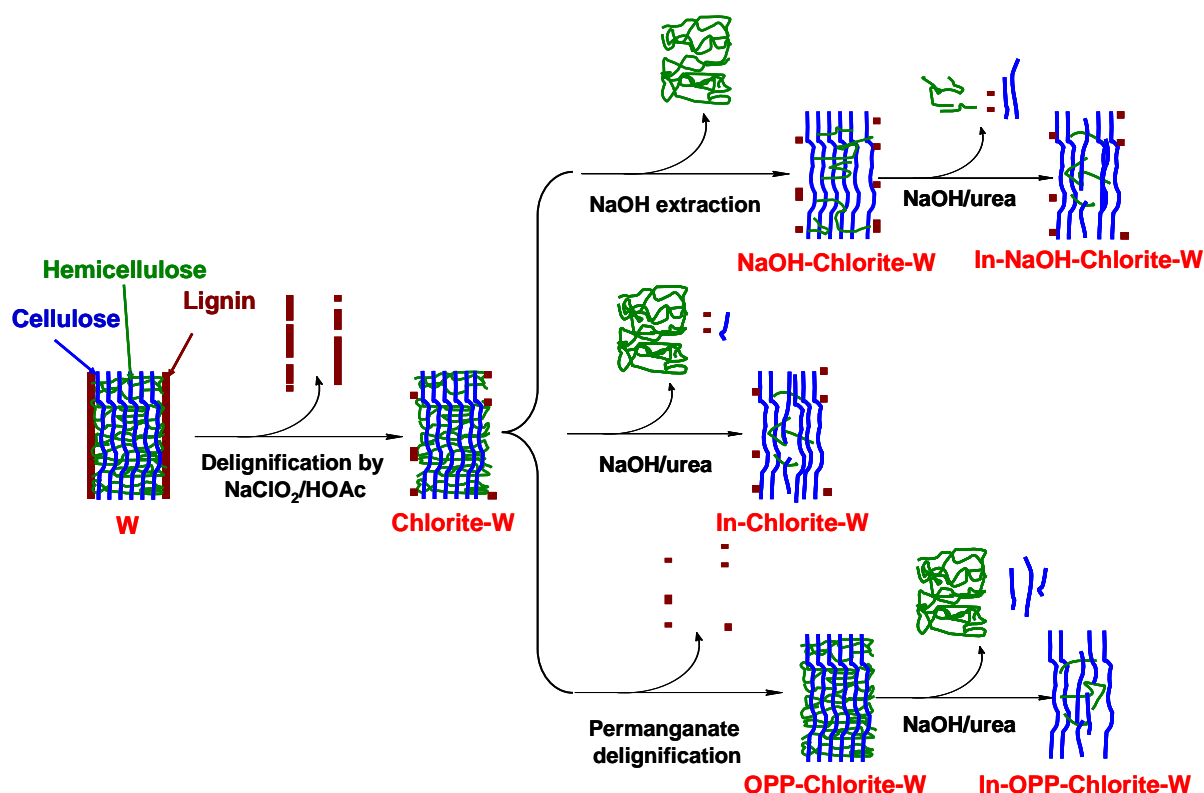 NaOH extraction
NaOH/urea
NaOH-Chlorite-W
In-NaOH-Chlorite-W
Hemicellulose
Lignin
Cellulose
Delignification by
NaClO₂/HOAc
W
Chlorite-W
NaOH/urea
In-Chlorite-W
Permanganate
delignification
OPP-Chlorite-W
NaOH/urea
In-OPP-Chlorite-W